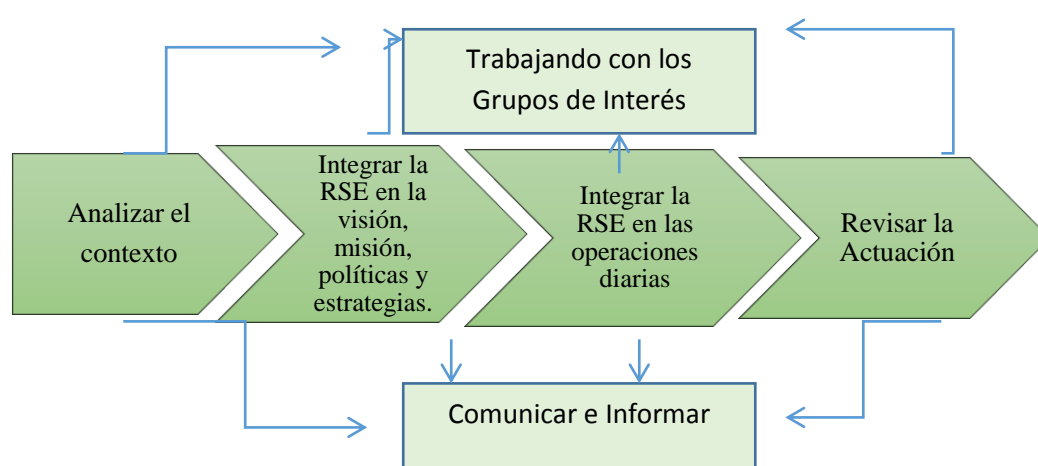 Trabajando con los
Grupos de Interés
Analizar el
contexto
Integrar la
RSE en la
visión,
misión,
políticas y
estrategias.
Integrar la
RSE en las
operaciones
diarias
Revisar la
Actuación
Comunicar e Informar